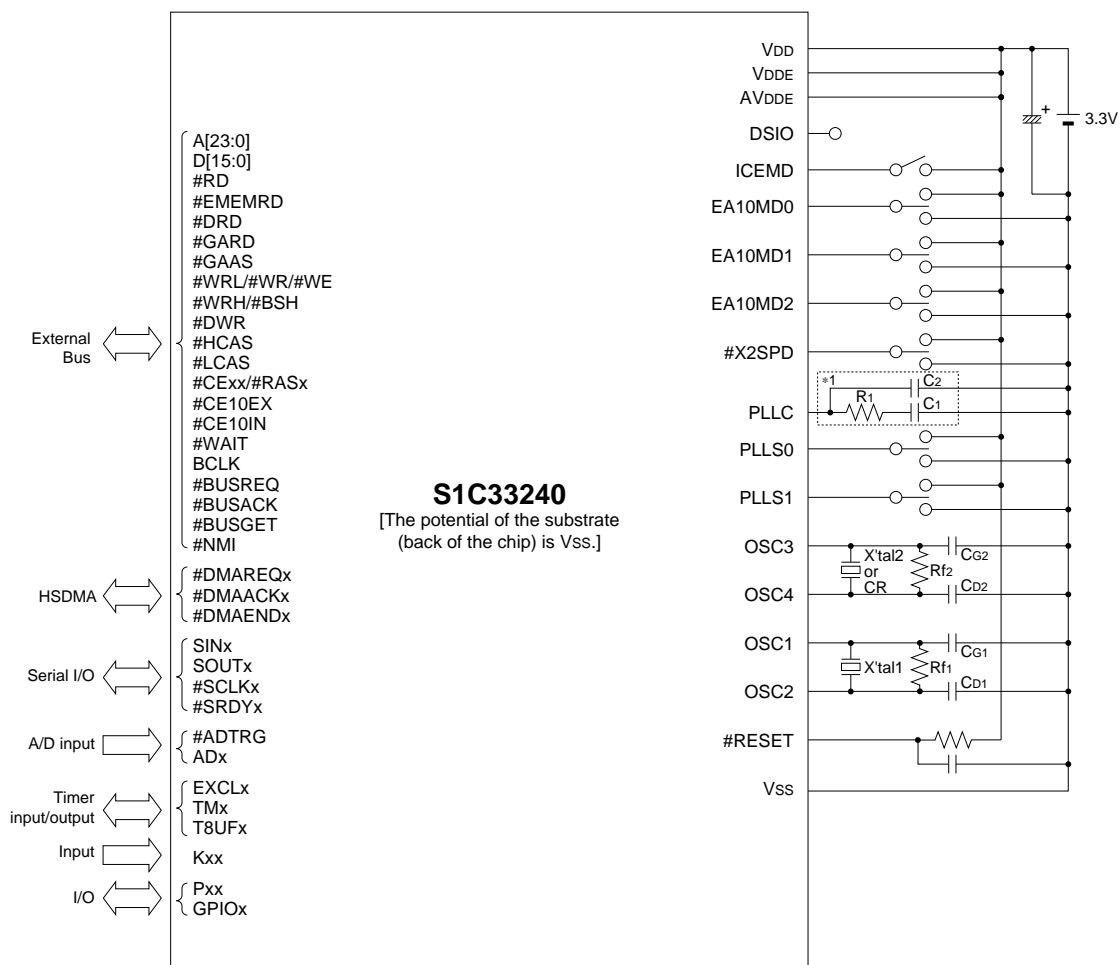 VDD
VDDE
AVDDE
DSIO
ICEMD
EA10MD0
EA10MD1
EA10MD2
#X2SPD
PLLC
PLLS0
PLLS1
OSC3
OSC4
OSC1
OSC2
#RESET
VSS
+
3.3V
*1
C2
R1
C1
X'tal2
or
CR
Rf2
CG2
CD2
X'tal1
Rf1
CG1
CD1
External
Bus
A[23:0]
D[15:0]
#RD
#EMEMRD
#DRD
#GARD
#GAAS
#WRL/#WR/#WE
#WRH/#BSH
#DWR
#HCAS
#LCAS
#CExx/#RASx
#CE10EX
#CE10IN
#WAIT
BCLK
#BUSREQ
#BUSACK
#BUSGET
#NMI
S1C33240
[The potential of the substrate
(back of the chip) is VSS.]
HSDMA
#DMAREQx
#DMAACKx
#DMAENDx
Serial I/O
SINx
SOUTx
#SCLKx
#SRDYx
A/D input
#ADTRG
ADx
Timer
input/output
EXCLx
TMx
T8UFx
Input
Kxx
I/O
Pxx
GPIOx